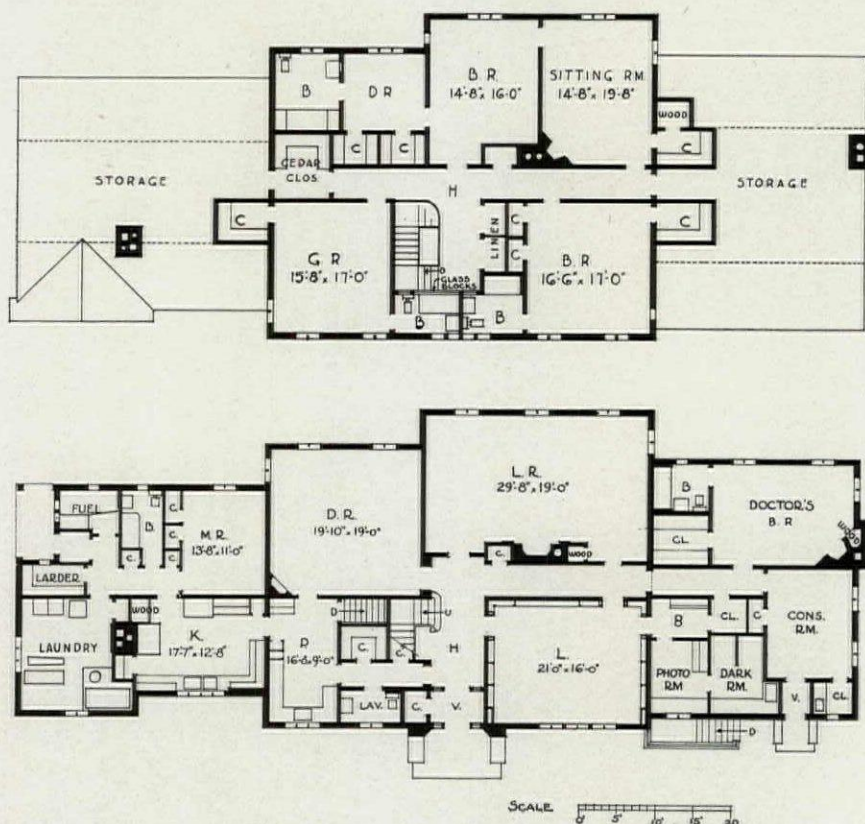 B
D R
B. R.
14'-8" x 16'-0"
SITTING RM
14'-8" x 19'-8"
WOOD
C
C
C
CEDAR
CLOS.
STORAGE
H
STORAGE
C
LINEN
C
C
C
G. R
15'-8" x 17'-0"
D
GLASS
BLOCKS
B. R
16'-6" x 17'-0"
B
B
L. R.
29'-8" x 19'-0"
D. R.
19'-10" x 19'-0"
FUEL
B.
C.
C.
C.
C.
M. R.
13'-8" x 11'-0"
B
DOCTOR'S
B. R
WOOD
CL.
C.
WOOD
LARDER
WOOD
D
U
LAUNDRY
K.
17'-7" x 12'-8"
P.
16'-8" x 9'-0"
C.
C.
H
L.
21'-0" x 16'-0"
B
CL.
C
CONS.
RM.
PHOTO
RM
DARK
RM.
LAV.
C.
V.
V.
CL.
D
SCALE
0' 5' 10' 15' 20